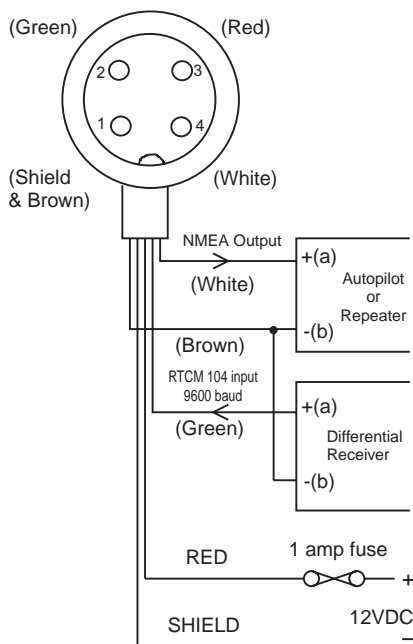 (Green)
(Red)
2
3
1
4
(Shield
& Brown)
(White)
NMEA Output
(White)
+(a)
Autopilot
or
Repeater
-(b)
(Brown)
RTCM 104 input
9600 baud
(Green)
+(a)
Differential
Receiver
-(b)
RED
1 amp fuse
+
12VDC
SHIELD
–